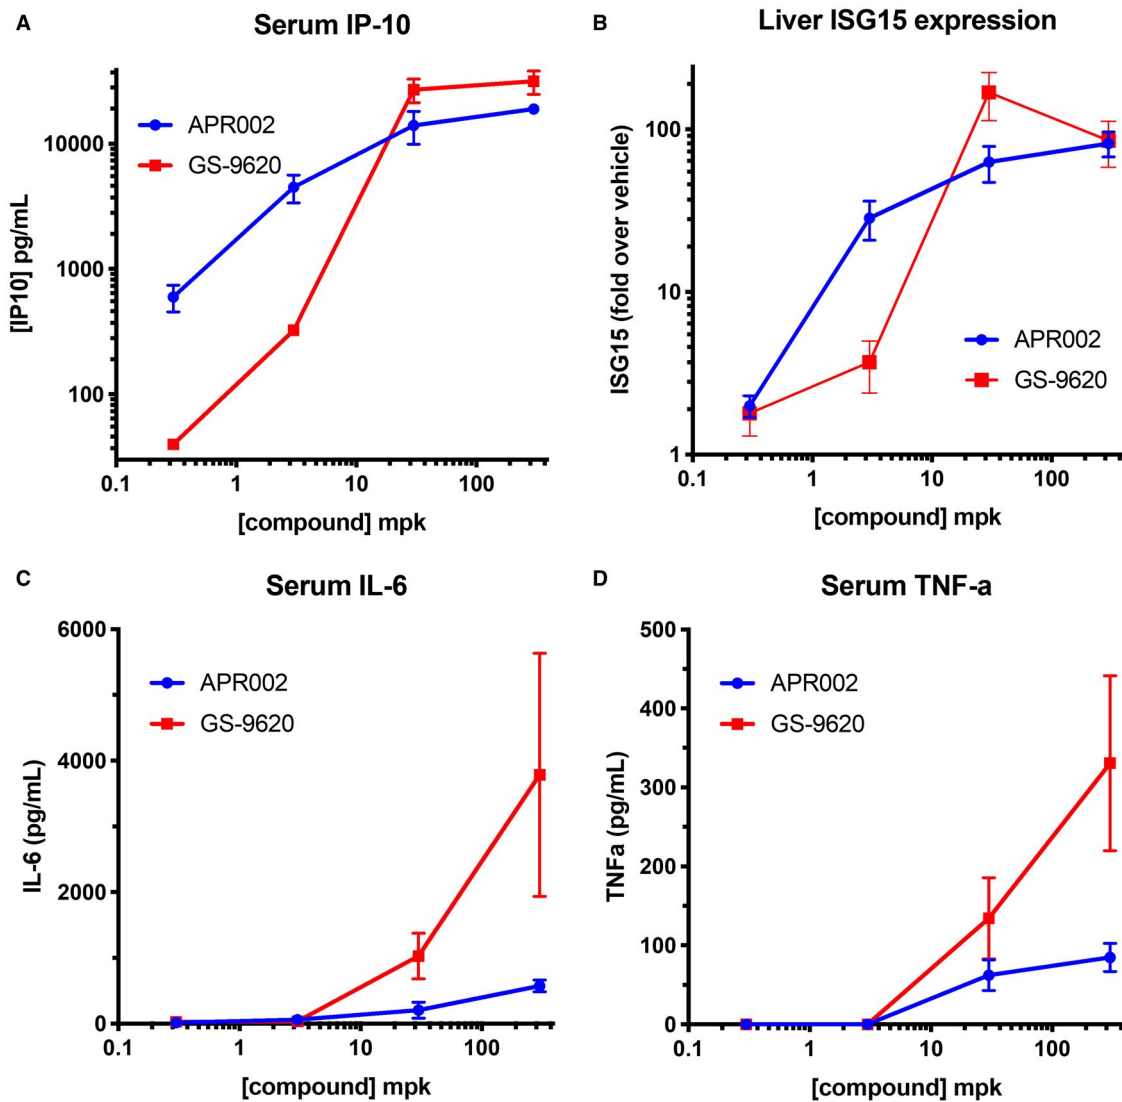 A
Serum IP-10
APR002
GS-9620
10000
1000
100
[IP10] pg/mL
0.1 1 10 100
[compound] mpk
B
Liver ISG15 expression
100
10
1
ISG15 (fold over vehicle)
APR002
GS-9620
0.1 1 10 100
[compound] mpk
C
Serum IL-6
6000
4000
2000
0
IL-6 (pg/mL)
APR002
GS-9620
0.1 1 10 100
[compound] mpk
D
Serum TNF-a
500
400
300
200
100
0
TNFa (pg/mL)
APR002
GS-9620
0.1 1 10 100
[compound] mpk